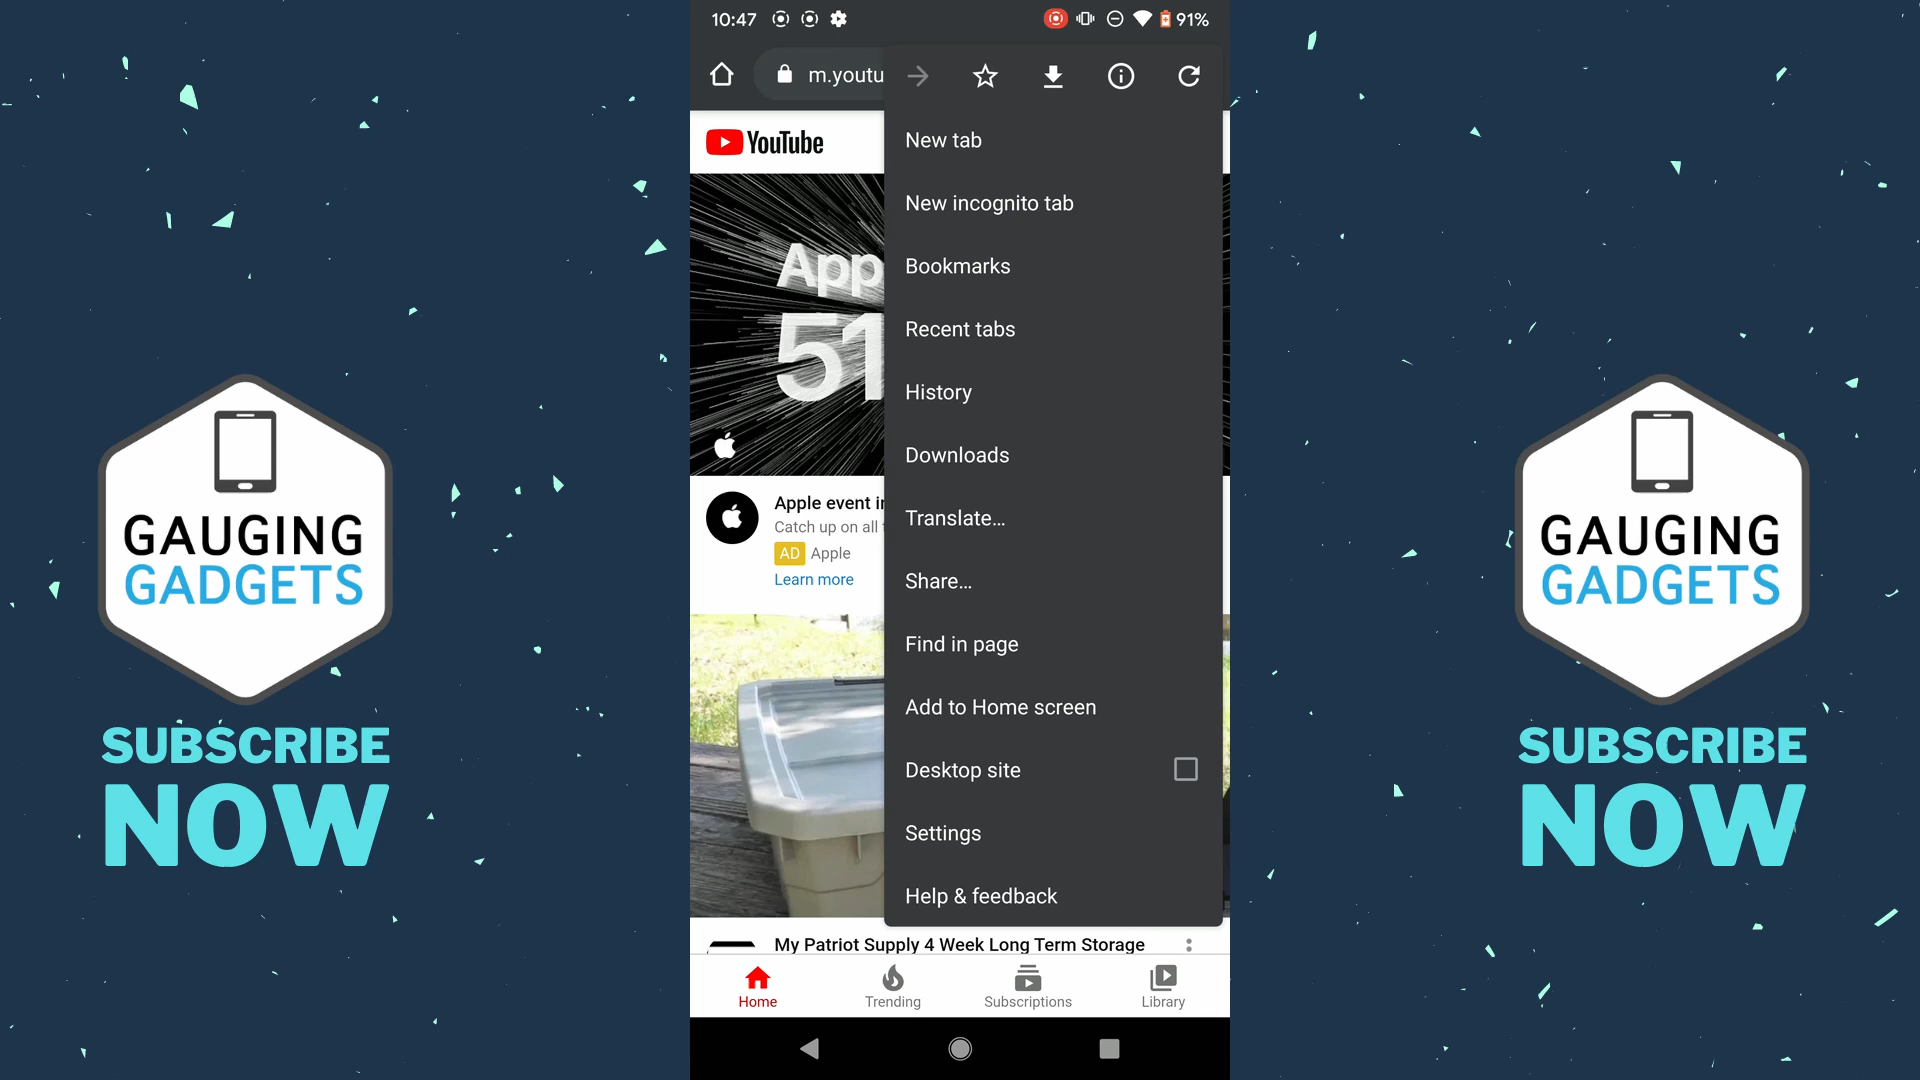 10:47
91%
m.youtu
YouTube
App
51
New tab
New incognito tab
Bookmarks
Recent tabs
History
Downloads
Translate...
Share...
Find in page
Add to Home screen
Desktop site
Settings
Help & feedback
Apple event in
Catch up on all
AD Apple
Learn more
My Patriot Supply 4 Week Long Term Storage
Home
Trending
Subscriptions
Library
GAUGING
GADGETS
SUBSCRIBE
NOW
GAUGING
GADGETS
SUBSCRIBE
NOW